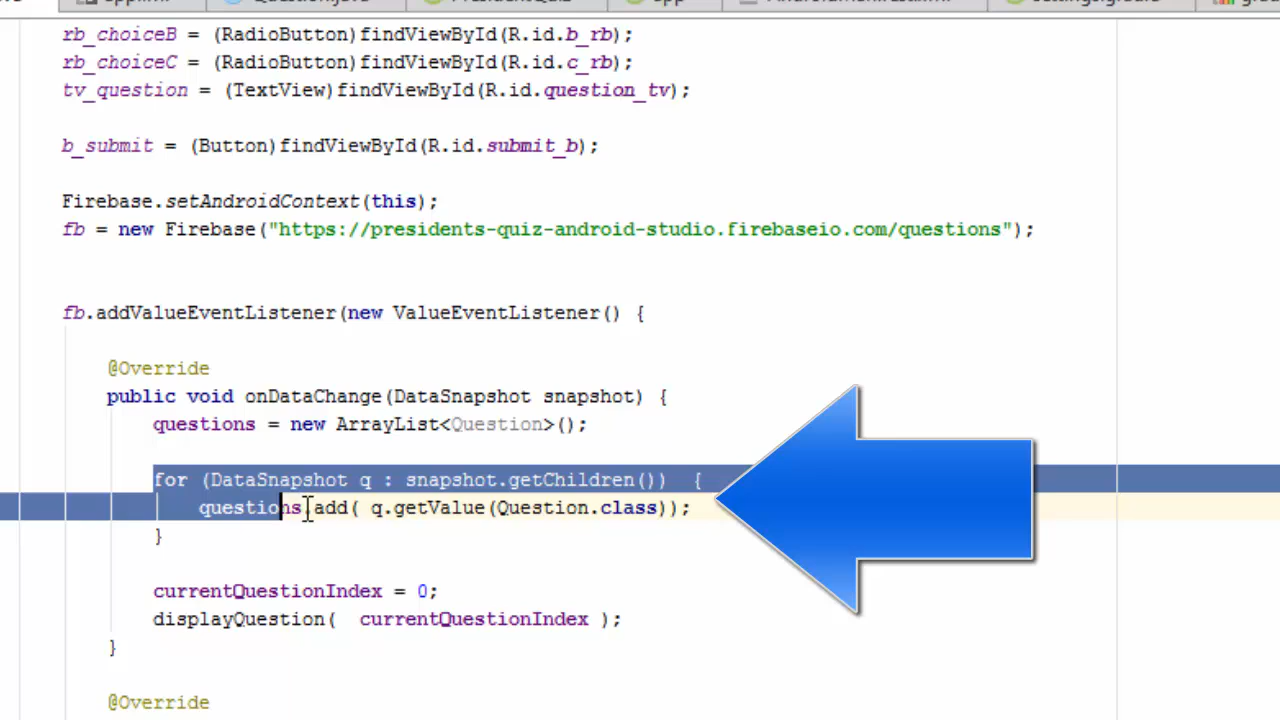 rb_choiceB = (RadioButton)findViewById(R.id.b_rb);
rb_choiceC = (RadioButton)findViewById(R.id.c_rb);
tv_question = (TextView)findViewById(R.id.question_tv);
b_submit = (Button)findViewById(R.id.submit_b);
Firebase.setAndroidContext(this);
fb = new Firebase("https://presidents-quiz-android-studio.firebaseio.com/questions");
fb.addValueEventListener(new ValueEventListener() {
@Override
public void onDataChange(DataSnapshot snapshot) {
questions = new ArrayList<Question>();
for (DataSnapshot q : snapshot.getChildren()) {
questions.add( q.getValue(Question.class));
}
currentQuestionIndex = 0;
displayQuestion( currentQuestionIndex );
}
@Override